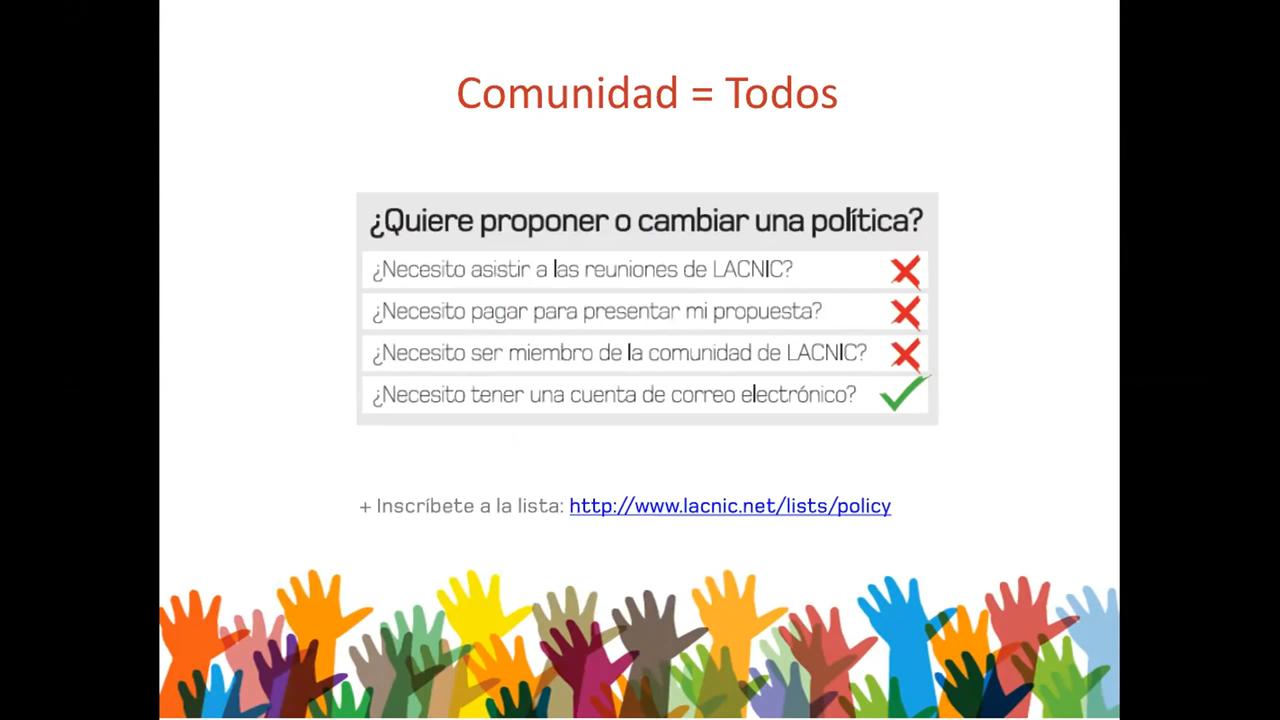 Comunidad = Todos
¿Quiere proponer o cambiar una política?
¿Necesito asistir a las reuniones de LACNIC?
¿Necesito pagar para presentar mi propuesta?
¿Necesito ser miembro de la comunidad de LACNIC?
¿Necesito tener una cuenta de correo electrónico?
+ Inscríbete a la lista: http://www.lacnic.net/lists/policy